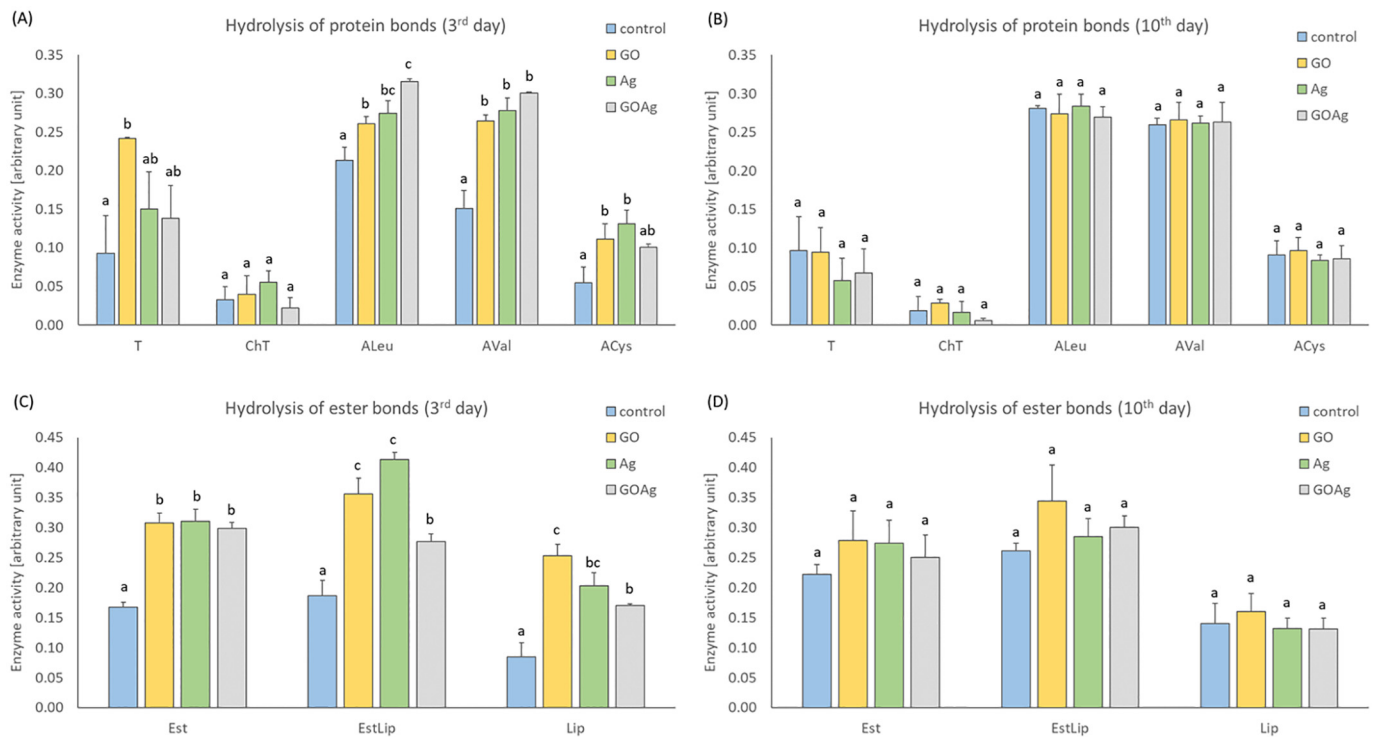 (A)
Hydrolysis of protein bonds (3rd day)
control
GO
Ag
GOAg
Enzyme activity [arbitrary unit]
0.35
0.30
0.25
0.20
0.15
0.10
0.05
0.00
a b ab ab
a a a a
a b bc c
a b b b
a b b ab
T ChT ALeu AVal ACys
(B)
Hydrolysis of protein bonds (10th day)
control
GO
Ag
GOAg
Enzyme activity [arbitrary unit]
0.35
0.30
0.25
0.20
0.15
0.10
0.05
0.00
a a a a
a a a a
a a a a
a a a a
a a a a
T ChT ALeu AVal ACys
(C)
Hydrolysis of ester bonds (3rd day)
control
GO
Ag
GOAg
Enzyme activity [arbitrary unit]
0.45
0.40
0.35
0.30
0.25
0.20
0.15
0.10
0.05
0.00
a b b b
a c c b
a c bc b
Est EstLip Lip
(D)
Hydrolysis of ester bonds (10th day)
control
GO
Ag
GOAg
Enzyme activity [arbitrary unit]
0.45
0.40
0.35
0.30
0.25
0.20
0.15
0.10
0.05
0.00
a a a a
a a a a
a a a a
Est EstLip Lip